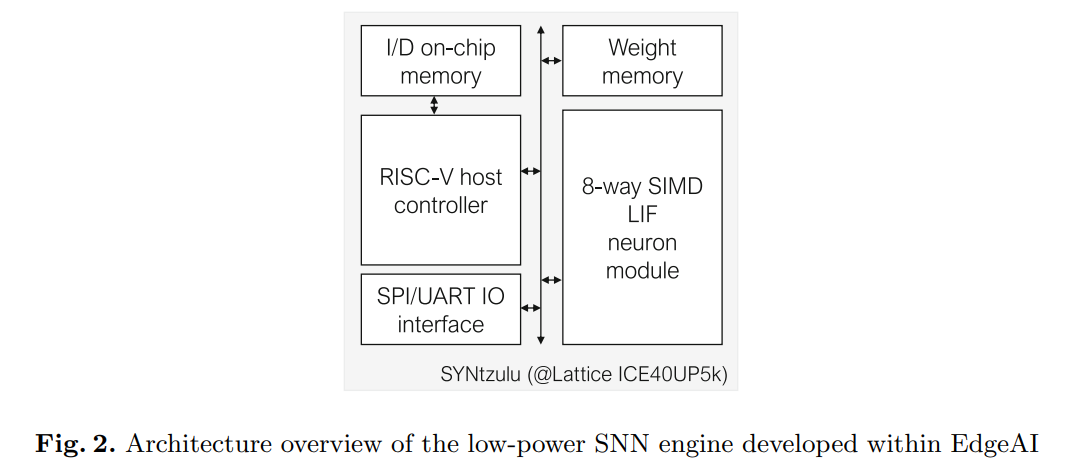 I/D on-chip
memory
Weight
memory
RISC-V host
controller
8-way SIMD
LIF
neuron
module
SPI/UART IO
interface
SYNtzulu (@Lattice ICE40UP5k)
Fig. 2. Architecture overview of the low-power SNN engine developed within EdgeAI